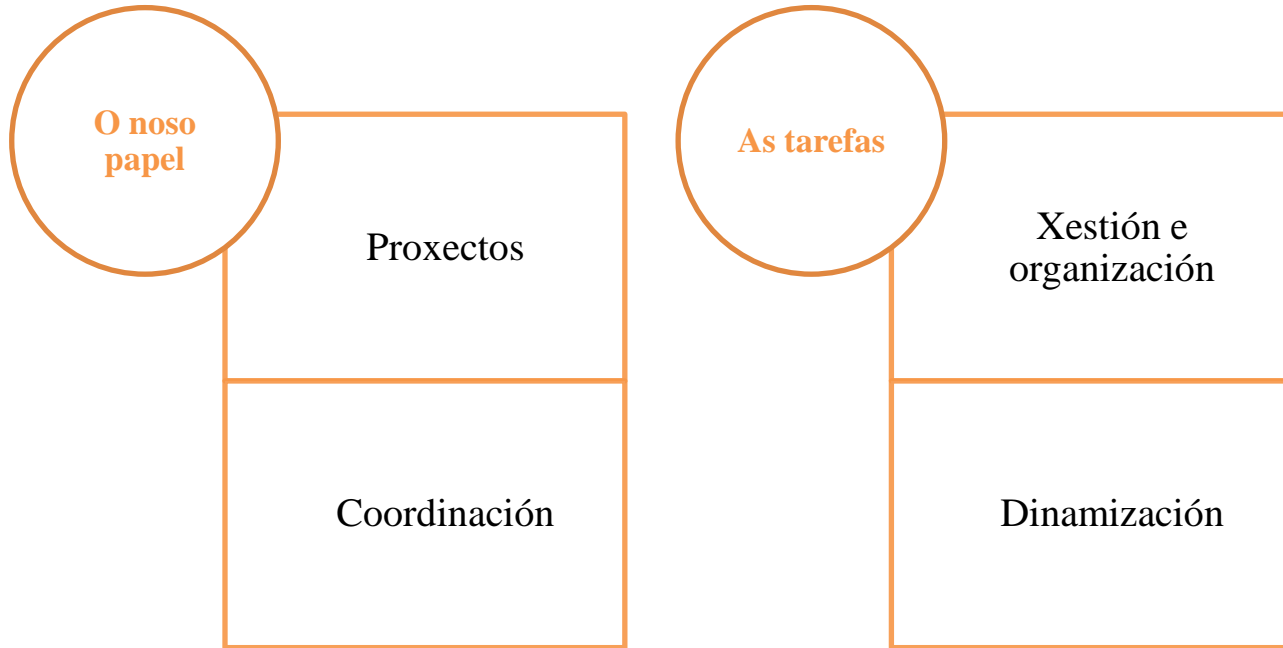 O noso
papel
Proxectos
Coordinación
As tarefas
Xestión e
organización
Dinamización